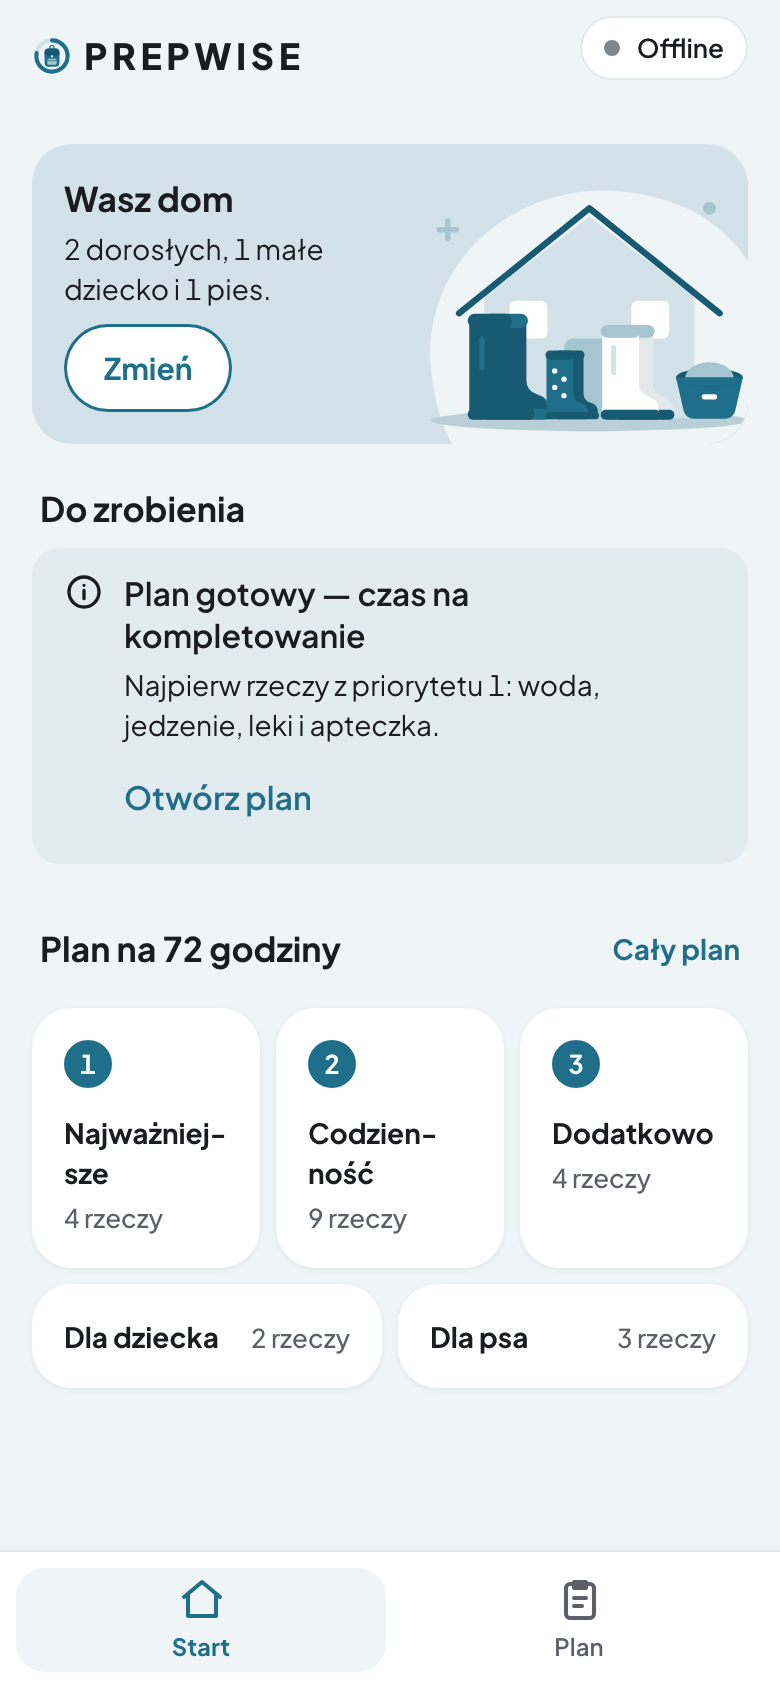 PREPWISE
Offline
Wasz dom
2 dorosłych, 1 małe
dziecko i 1 pies.
Zmień
Do zrobienia
Plan gotowy — czas na
kompletowanie
Najpierw rzeczy z priorytetu 1: woda,
jedzenie, leki i apteczka.
Otwórz plan
Plan na 72 godziny
Cały plan
1
Najważniej-
sze
4 rzeczy
2
Codzien-
ność
9 rzeczy
3
Dodatkowo
4 rzeczy
Dla dziecka 2 rzeczy
Dla psa 3 rzeczy
Start
Plan